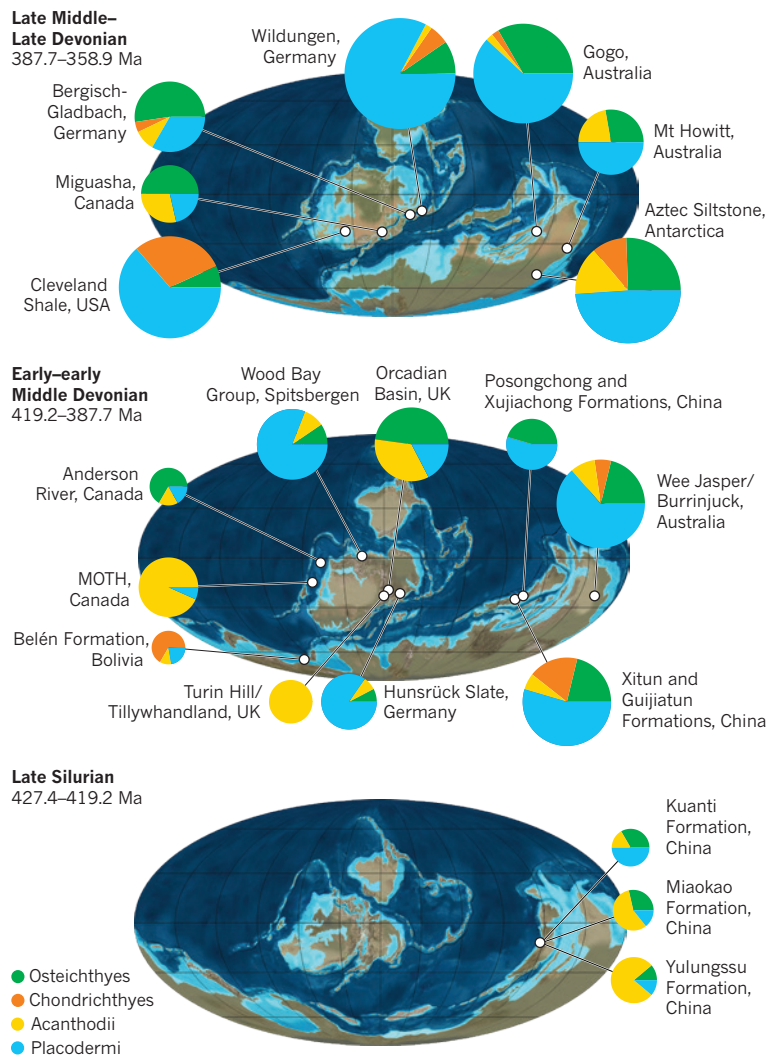 Late Middle–
Late Devonian
387.7–358.9 Ma
Wildungen,
Germany
Gogo,
Australia
Bergisch-
Gladbach,
Germany
Mt Howitt,
Australia
Miguasha,
Canada
Aztec Siltstone,
Antarctica
Cleveland
Shale, USA
Early–early
Middle Devonian
419.2–387.7 Ma
Wood Bay
Group, Spitsbergen
Orcadian
Basin, UK
Posongchong and
Xujiachong Formations, China
Anderson
River, Canada
Wee Jasper/
Burrinjuck,
Australia
MOTH,
Canada
Belén Formation,
Bolivia
Turin Hill/
Tillywhandland, UK
Hunsrück Slate,
Germany
Xitun and
Guijiatun
Formations, China
Late Silurian
427.4–419.2 Ma
Kuanti
Formation,
China
Miaokao
Formation,
China
Yulungssu
Formation,
China
Osteichthyes
Chondrichthyes
Acanthodii
Placodermi